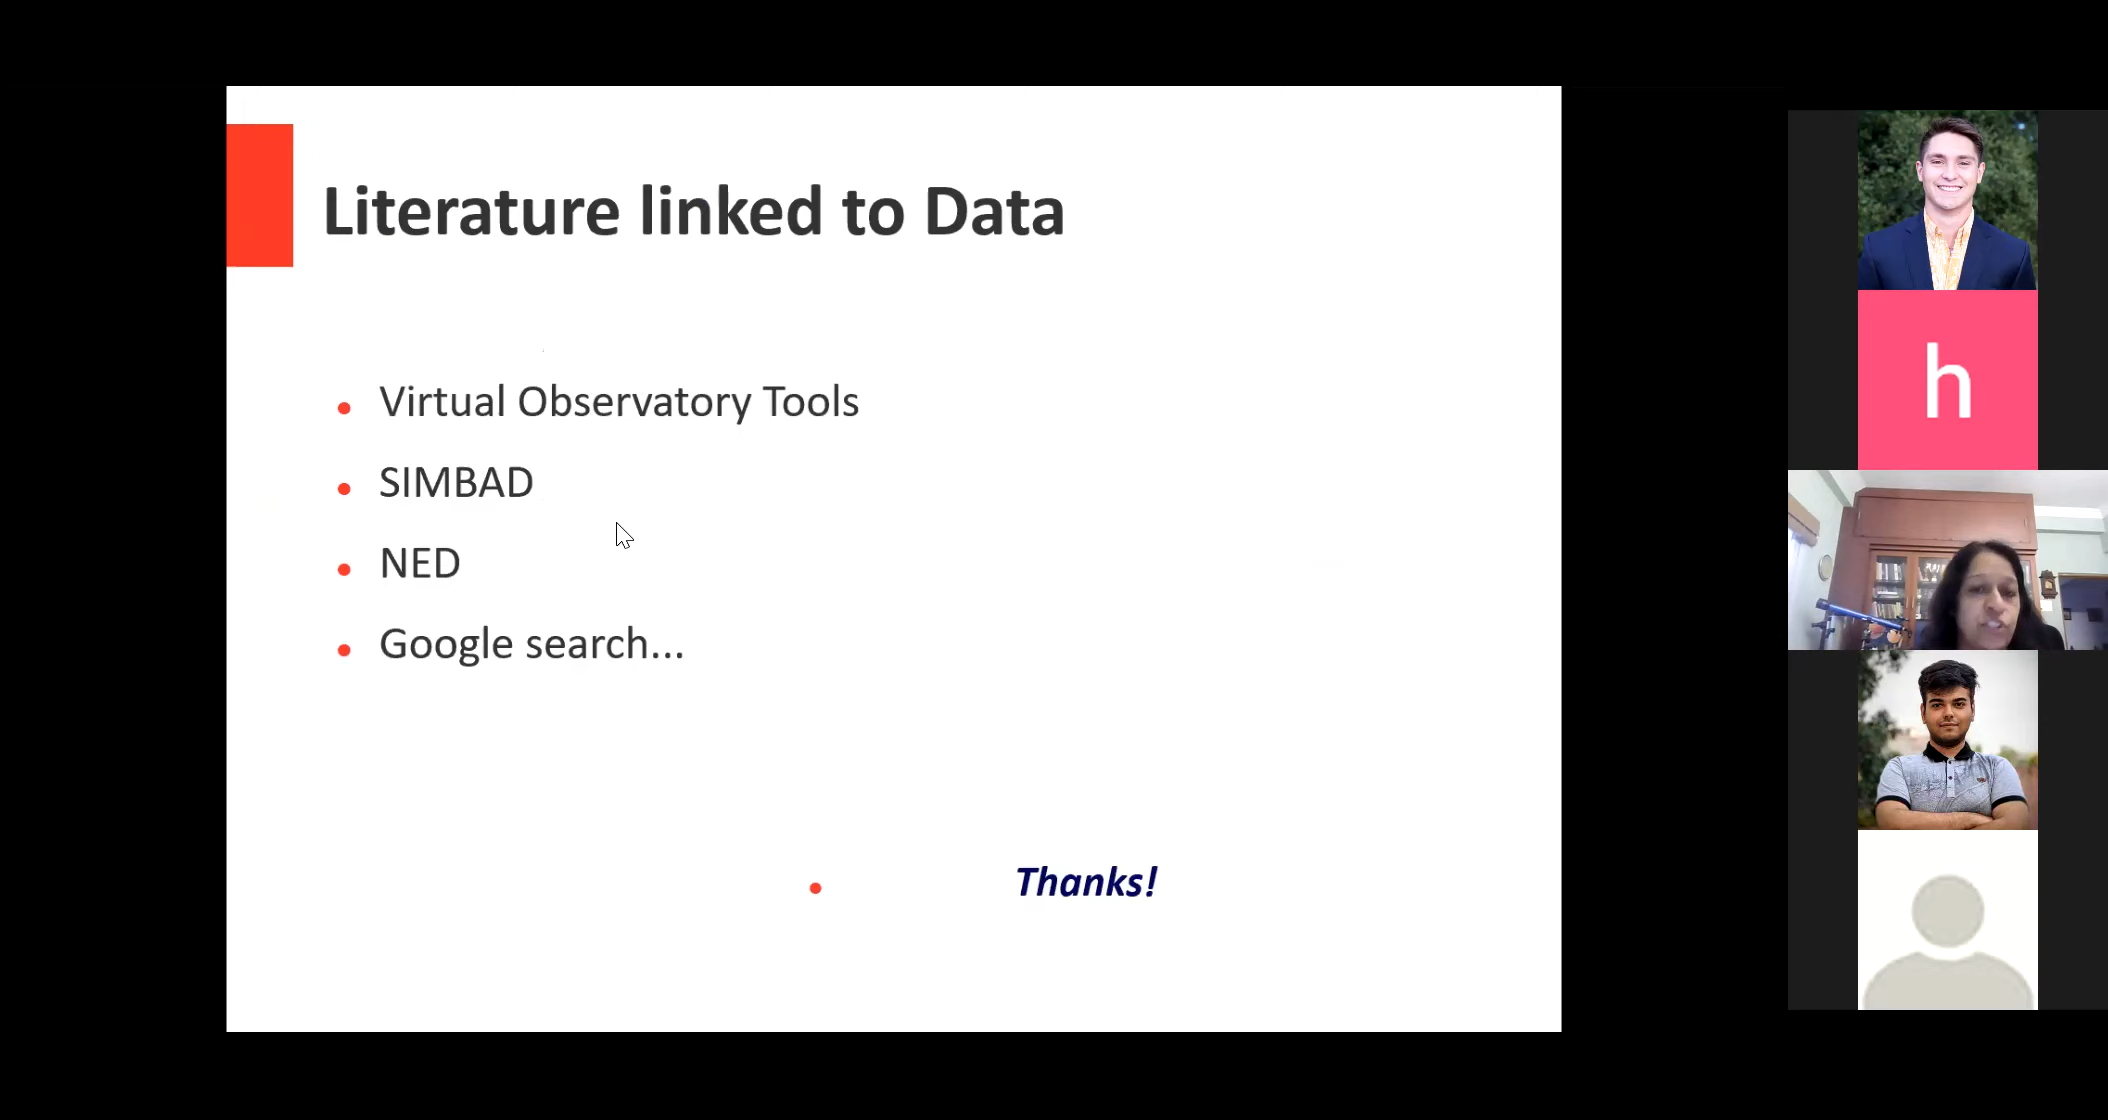 Literature linked to Data
Virtual Observatory Tools
SIMBAD
NED
Google search...
Thanks!
h